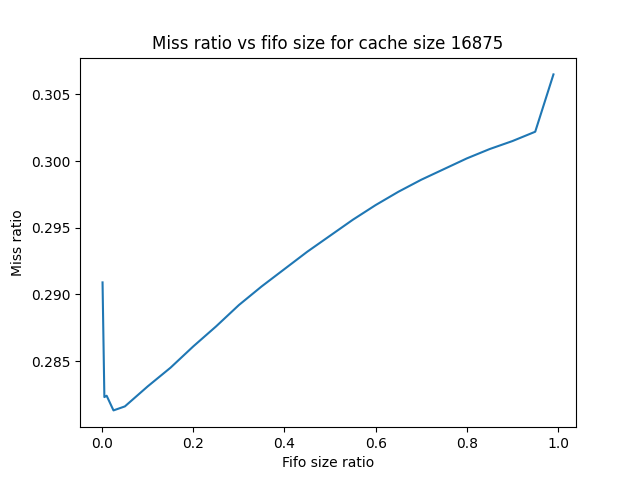 Miss ratio vs fifo size for cache size 16875
0.305
0.300
0.295
0.290
0.285
Miss ratio
0.0 0.2 0.4 0.6 0.8 1.0
Fifo size ratio